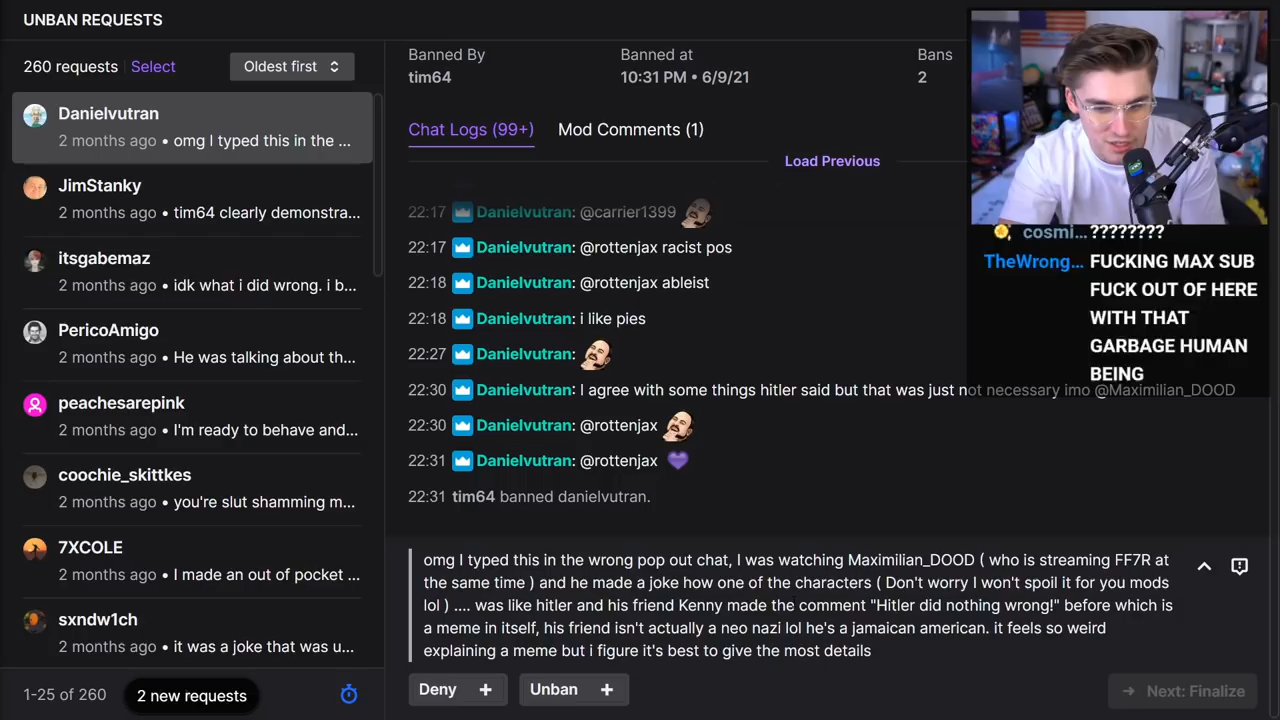 UNBAN REQUESTS
260 requests Select Oldest first
Danielvutran
2 months ago • omg I typed this in the ...
JimStanky
2 months ago • tim64 clearly demonstra...
itsgabemaz
2 months ago • idk what i did wrong. i b...
PericoAmigo
2 months ago • He was talking about th...
peachesarepink
2 months ago • I'm ready to behave and...
coochie_skittkes
2 months ago • you're slut shamming m...
7XCOLE
2 months ago • I made an out of pocket ...
sxndw1ch
2 months ago • it was a joke that was u...
1-25 of 260 2 new requests
Banned By Banned at Bans
tim64 10:31 PM • 6/9/21 2
Chat Logs (99+) Mod Comments (1)
Load Previous
22:17 Danielvutran: @carrier1399
22:17 Danielvutran: @rottenjax racist pos
22:18 Danielvutran: @rottenjax ableist
22:18 Danielvutran: i like pies
22:27 Danielvutran:
22:30 Danielvutran: I agree with some things hitler said but that was just not necessary imo @Maximilian_DOOD
22:30 Danielvutran: @rottenjax
22:31 Danielvutran: @rottenjax
22:31 tim64 banned danielvutran.
omg I typed this in the wrong pop out chat, I was watching Maximilian_DOOD ( who is streaming FF7R at
the same time ) and he made a joke how one of the characters ( Don't worry I won't spoil it for you mods
lol ) .... was like hitler and his friend Kenny made the comment "Hitler did nothing wrong!" before which is
a meme in itself, his friend isn't actually a neo nazi lol he's a jamaican american. it feels so weird
explaining a meme but i figure it's best to give the most details
Deny + Unban + → Next: Finalize
cosmi... ????????
TheWrong... FUCKING MAX SUB
FUCK OUT OF HERE
WITH THAT
GARBAGE HUMAN
BEING